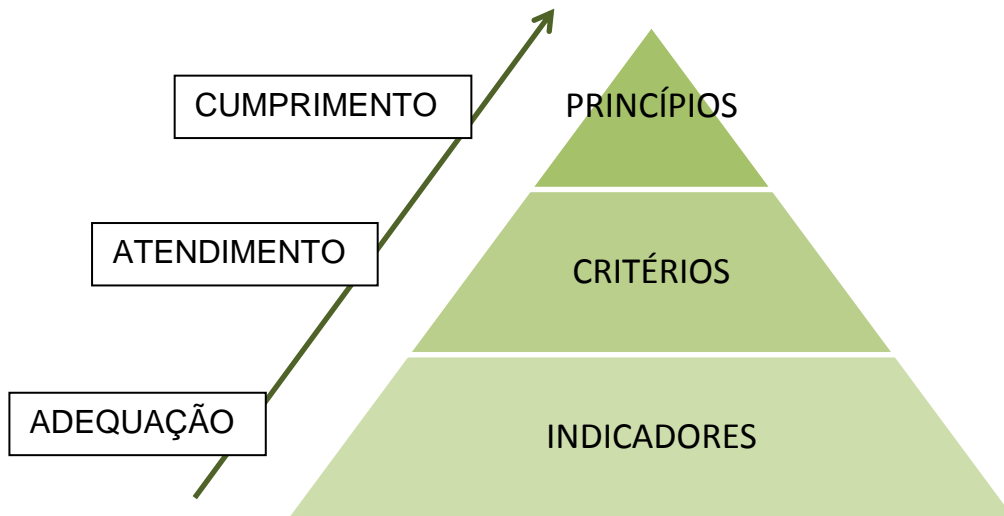 CUMPRIMENTO
PRINCÍPIOS
ATENDIMENTO
CRITÉRIOS
ADEQUAÇÃO
INDICADORES